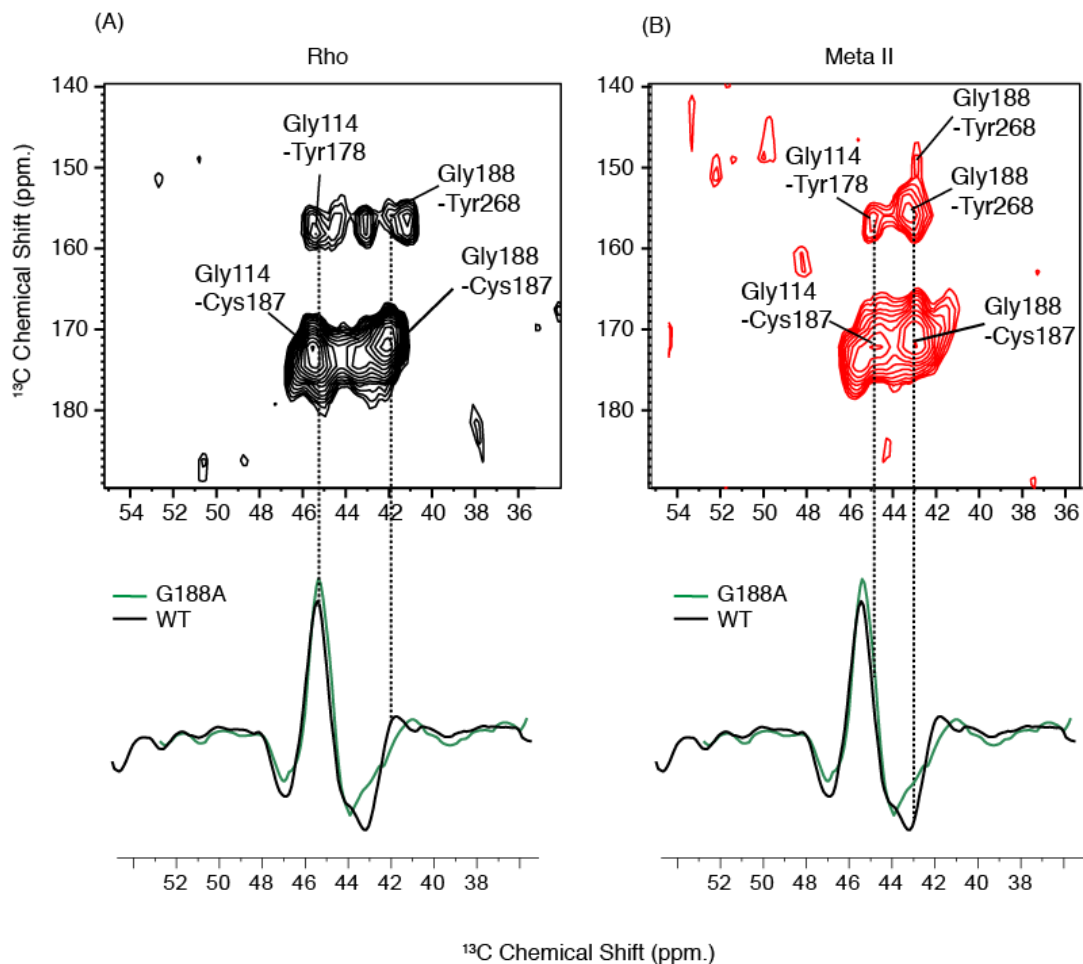 (A)
Rho
140
150
160
170
180
¹³C Chemical Shift (ppm.)
Gly114
-Tyr178
Gly188
-Tyr268
Gly114
-Cys187
Gly188
-Cys187
54 52 50 48 46 44 42 40 38 36
G188A
WT
52 50 48 46 44 42 40 38
(B)
Meta II
140
150
160
170
180
Gly188
-Tyr268
Gly114
-Tyr178
Gly188
-Tyr268
Gly114
-Cys187
Gly188
-Cys187
54 52 50 48 46 44 42 40 38 36
G188A
WT
52 50 48 46 44 42 40 38
¹³C Chemical Shift (ppm.)